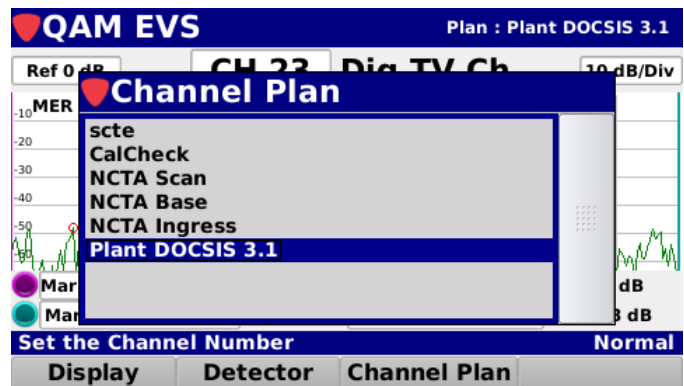 QAM EVS
Plan : Plant DOCSIS 3.1
Ref 0 dB
CH 23
Dig TV Ch
10 dB/Div
Channel Plan
MER
-10
-20
-30
-40
-50
-60
scte
CalCheck
NCTA Scan
NCTA Base
NCTA Ingress
Plant DOCSIS 3.1
Mar
dB
Mar
dB
Set the Channel Number
Normal
Display
Detector
Channel Plan